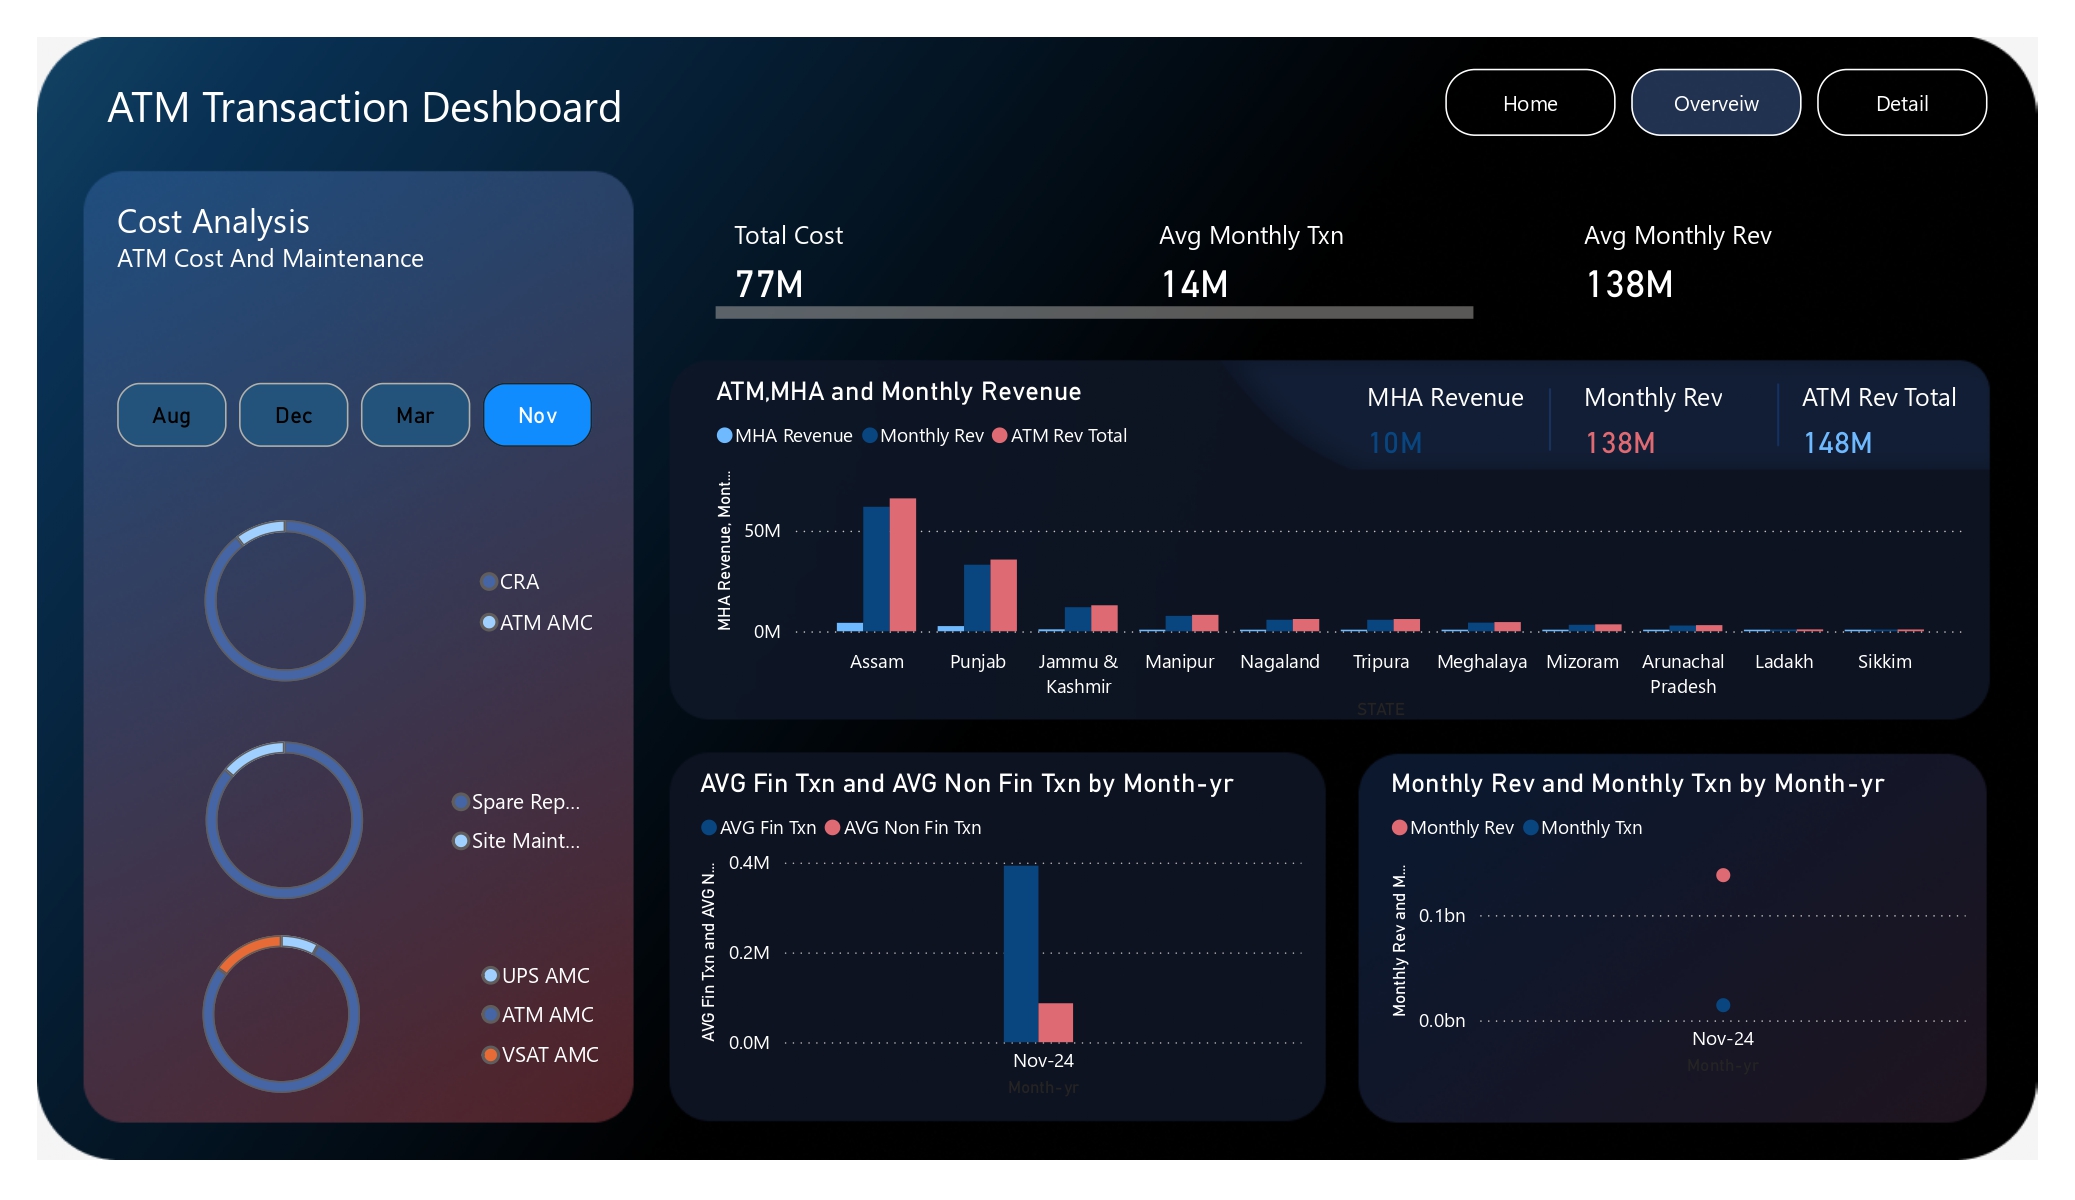 ATM Transaction Deshboard
Home
Overveiw
Detail
Cost Analysis
ATM Cost And Maintenance
Aug
Dec
Mar
Nov
CRA
ATM AMC
Spare Rep...
Site Maint...
UPS AMC
ATM AMC
VSAT AMC
Total Cost
77M
Avg Monthly Txn
14M
Avg Monthly Rev
138M
ATM,MHA and Monthly Revenue
MHA Revenue
Monthly Rev
ATM Rev Total
MHA Revenue
10M
Monthly Rev
138M
ATM Rev Total
148M
MHA Revenue, Mont...
50M
0M
Assam
Punjab
Jammu &
Kashmir
Manipur
Nagaland
Tripura
Meghalaya
Mizoram
Arunachal
Pradesh
Ladakh
Sikkim
STATE
AVG Fin Txn and AVG Non Fin Txn by Month-yr
AVG Fin Txn
AVG Non Fin Txn
AVG Fin Txn and AVG N...
0.4M
0.2M
0.0M
Nov-24
Month-yr
Monthly Rev and Monthly Txn by Month-yr
Monthly Rev
Monthly Txn
Monthly Rev and M...
0.1bn
0.0bn
Nov-24
Month-yr